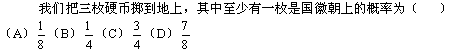 我们把三枚硬币掷到地上，其中至少有一枚是国徽朝上的概率为（　）
（A）1/8（B）1/4（C）3/4（D）7/8